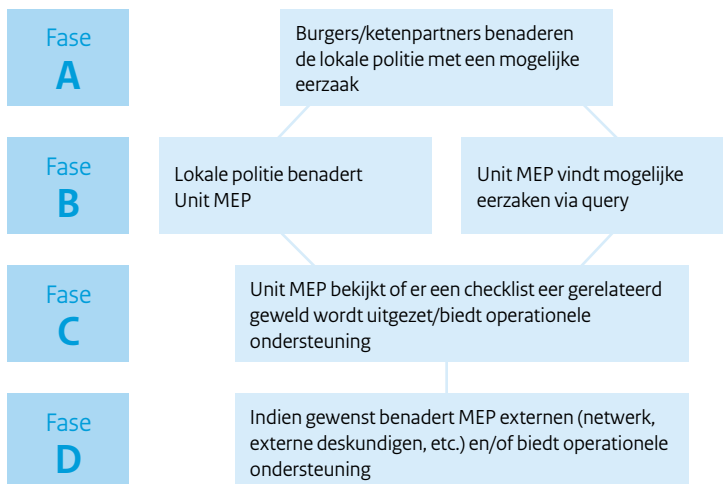 Fase
A
Burgers/ketenpartners benaderen
de lokale politie met een mogelijke
eerzaak
Fase
B
Lokale politie benadert
Unit MEP
Unit MEP vindt mogelijke
eerzaken via query
Fase
C
Unit MEP bekijkt of er een checklist eer gerelateerd
geweld wordt uitgezet/biedt operationele
ondersteuning
Fase
D
Indien gewenst benadert MEP externen (netwerk,
externe deskundigen, etc.) en/of biedt operationele
ondersteuning